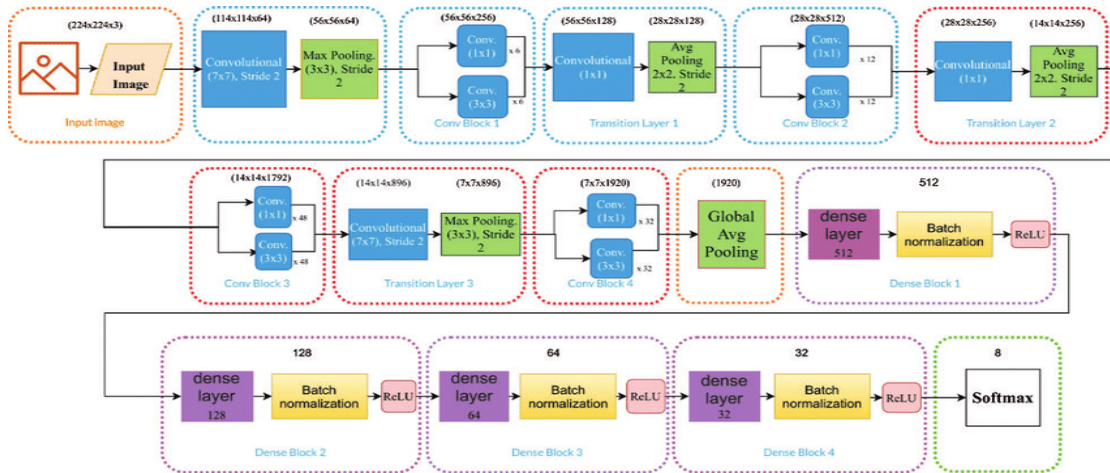 (224x224x3)
Input
Image
Input image
(114x114x64)
(56x56x64)
Convolutional
(7x7), Stride 2
Max Pooling.
(3x3), Stride
2
(56x56x256)
Conv.
(1x1)
x 6
Conv.
(3x3)
x 6
Conv Block 1
(56x56x128)
(28x28x128)
Convolutional
(1x1)
Avg
Pooling
2x2. Stride
2
Transition Layer 1
(28x28x512)
Conv.
(1x1)
x 12
Conv.
(3x3)
x 12
Conv Block 2
(28x28x256)
(14x14x256)
Convolutional
(1x1)
Avg
Pooling
2x2. Stride
2
Transition Layer 2
(14x14x1792)
Conv.
(1x1)
x 48
Conv.
(3x3)
x 48
Conv Block 3
(14x14x896)
(7x7x896)
Convolutional
(7x7), Stride 2
Max Pooling.
(3x3), Stride
2
Transition Layer 3
(7x7x1920)
Conv.
(1x1)
x 32
Conv.
(3x3)
x 32
Conv Block 4
(1920)
Global
Avg
Pooling
512
dense
layer
512
Batch
normalization
ReLU
Dense Block 1
128
dense
layer
128
Batch
normalization
ReLU
Dense Block 2
64
dense
layer
64
Batch
normalization
ReLU
Dense Block 3
32
dense
layer
32
Batch
normalization
ReLU
Dense Block 4
8
Softmax